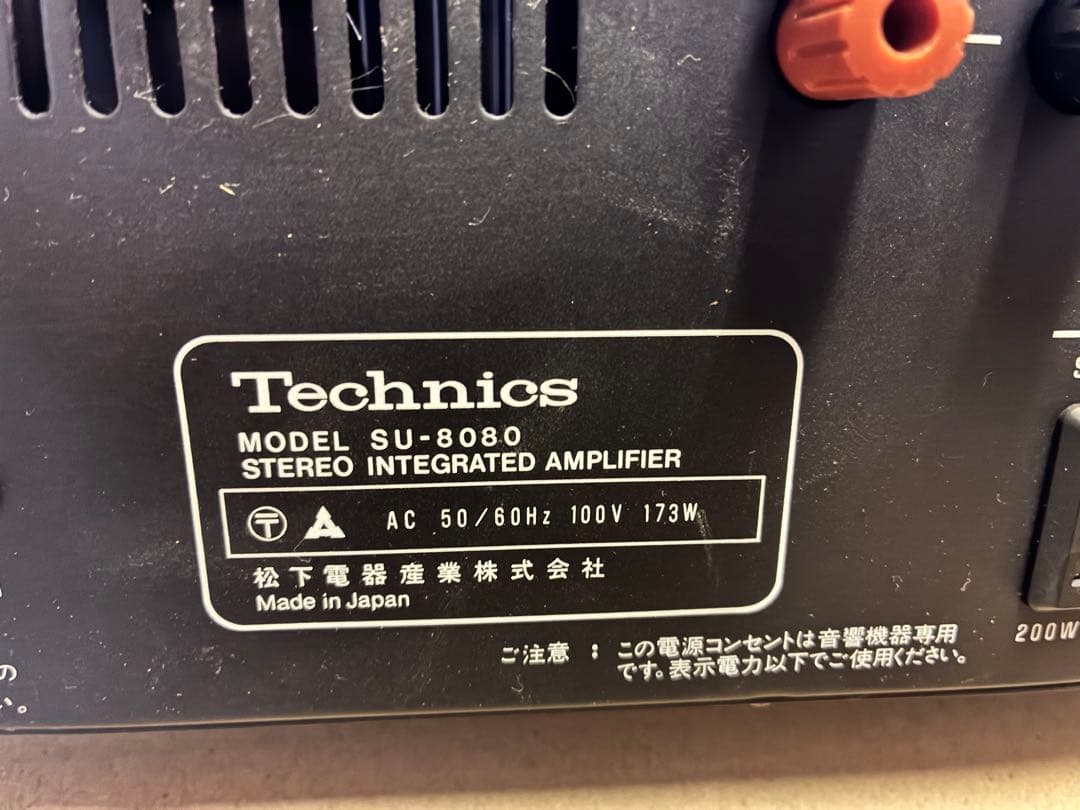 Technics
MODEL SU-8080
STEREO INTEGRATED AMPLIFIER
〒 AC 50/60Hz 100V 173W
松下電器産業株式会社
Made in Japan
ご注意：この電源コンセントは音響機器専用
です。表示電力以下でご使用ください。
200W
の
い。